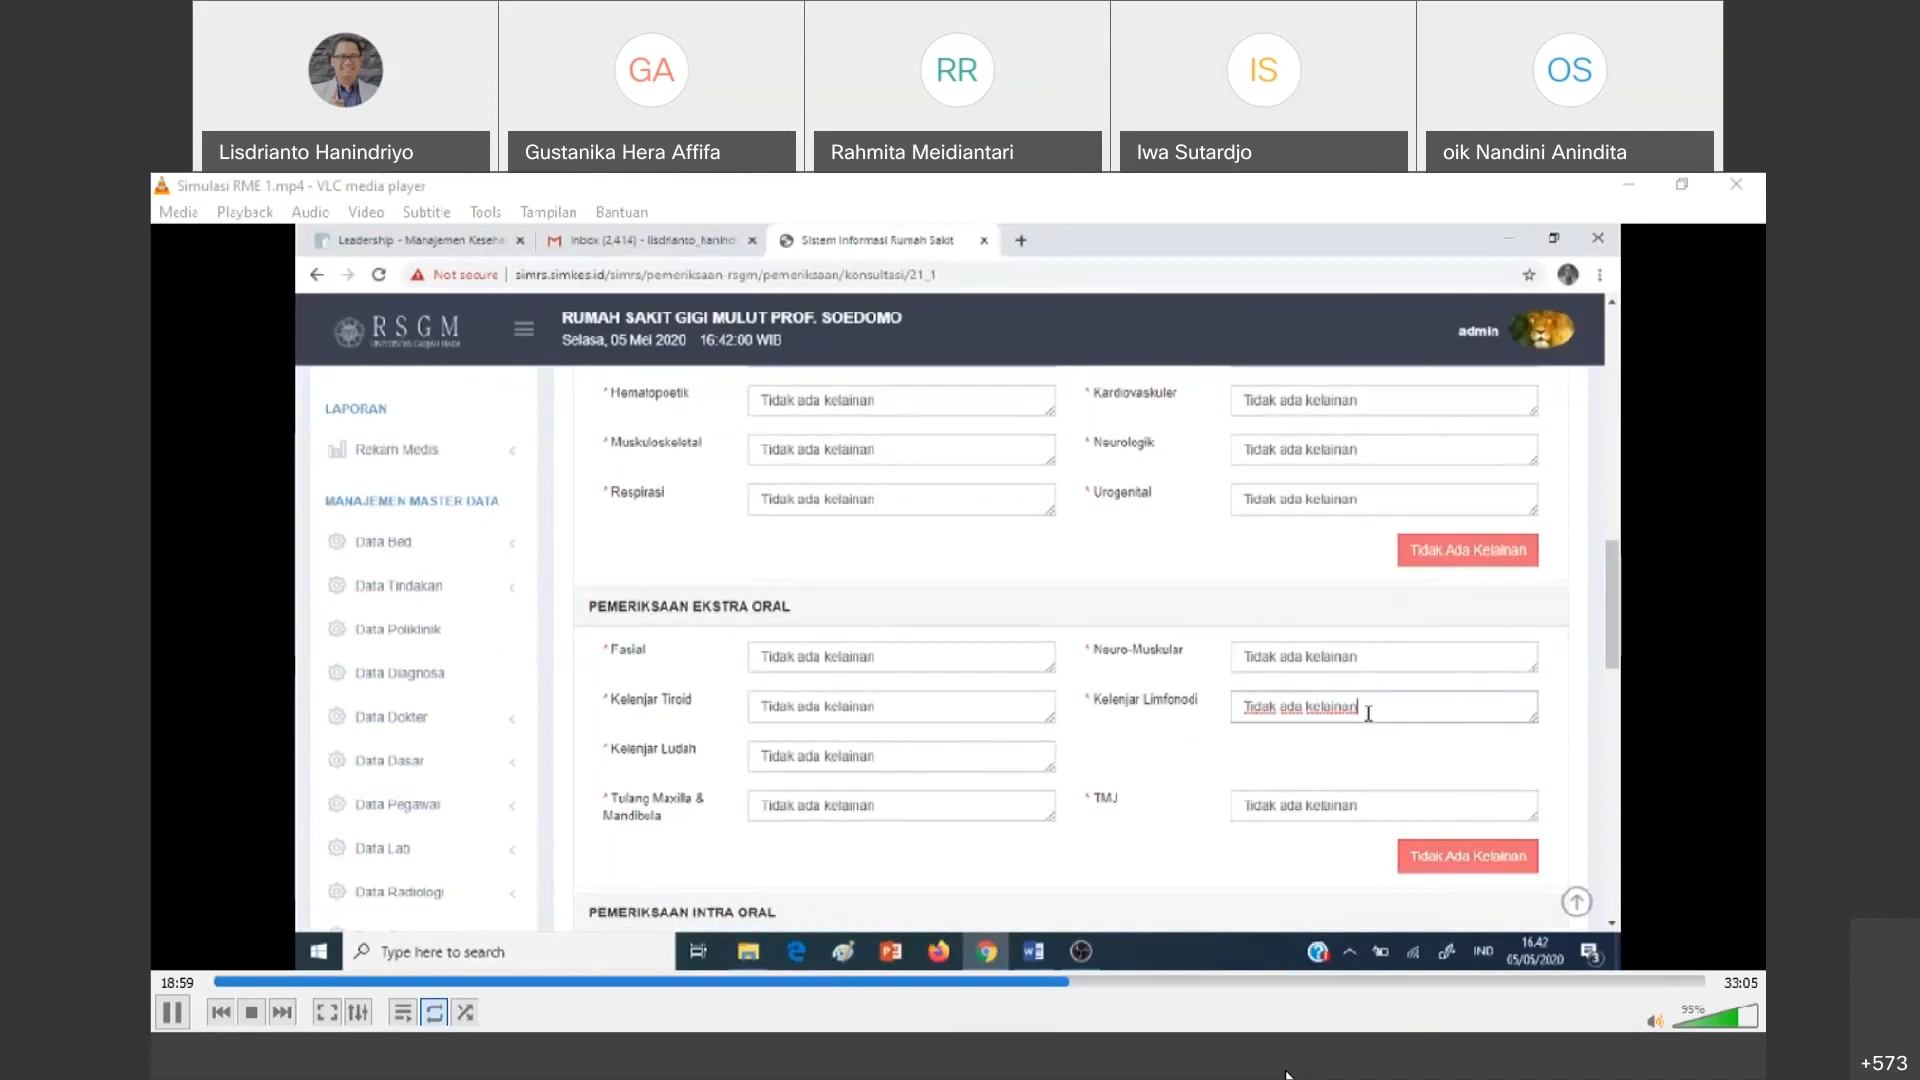 GA
RR
IS
OS
Lisdrianto Hanindriyo
Gustanika Hera Affifa
Rahmita Meidiantari
Iwa Sutardjo
oik Nandini Anindita
Simulasi RME 1.mp4 - VLC media player
Media Playback Audio Video Subtitle Tools Tampilan Bantuan
Leadership - Manajemen Keseha
Inbox (2,414) - lisdrianto_hanind
Sistem Informasi Rumah Sakit
Not secure | simrs.simkes.id/simrs/pemeriksaan-rsgm/pemeriksaan/konsultasi/21_1
RSGM
UNIVERSITAS GADJAH MADA
RUMAH SAKIT GIGI MULUT PROF. SOEDOMO
Selasa, 05 Mei 2020 16:42:00 WIB
admin
LAPORAN
Rekam Medis
MANAJEMEN MASTER DATA
Data Bed
Data Tindakan
Data Poliklinik
Data Diagnosa
Data Dokter
Data Dasar
Data Pegawai
Data Lab
Data Radiologi
* Hematopoetik Tidak ada kelainan * Kardiovaskuler Tidak ada kelainan
* Muskuloskeletal Tidak ada kelainan * Neurologik Tidak ada kelainan
* Respirasi Tidak ada kelainan * Urogenital Tidak ada kelainan
Tidak Ada Kelainan
PEMERIKSAAN EKSTRA ORAL
* Fasial Tidak ada kelainan * Neuro-Muskular Tidak ada kelainan
* Kelenjar Tiroid Tidak ada kelainan * Kelenjar Limfonodi Tidak ada kelainan
* Kelenjar Ludah Tidak ada kelainan
* Tulang Maxilla & Mandibula Tidak ada kelainan * TMJ Tidak ada kelainan
Tidak Ada Kelainan
PEMERIKSAAN INTRA ORAL
Type here to search
IND
16.42
05/05/2020
3
18:59
33:05
95%
+573